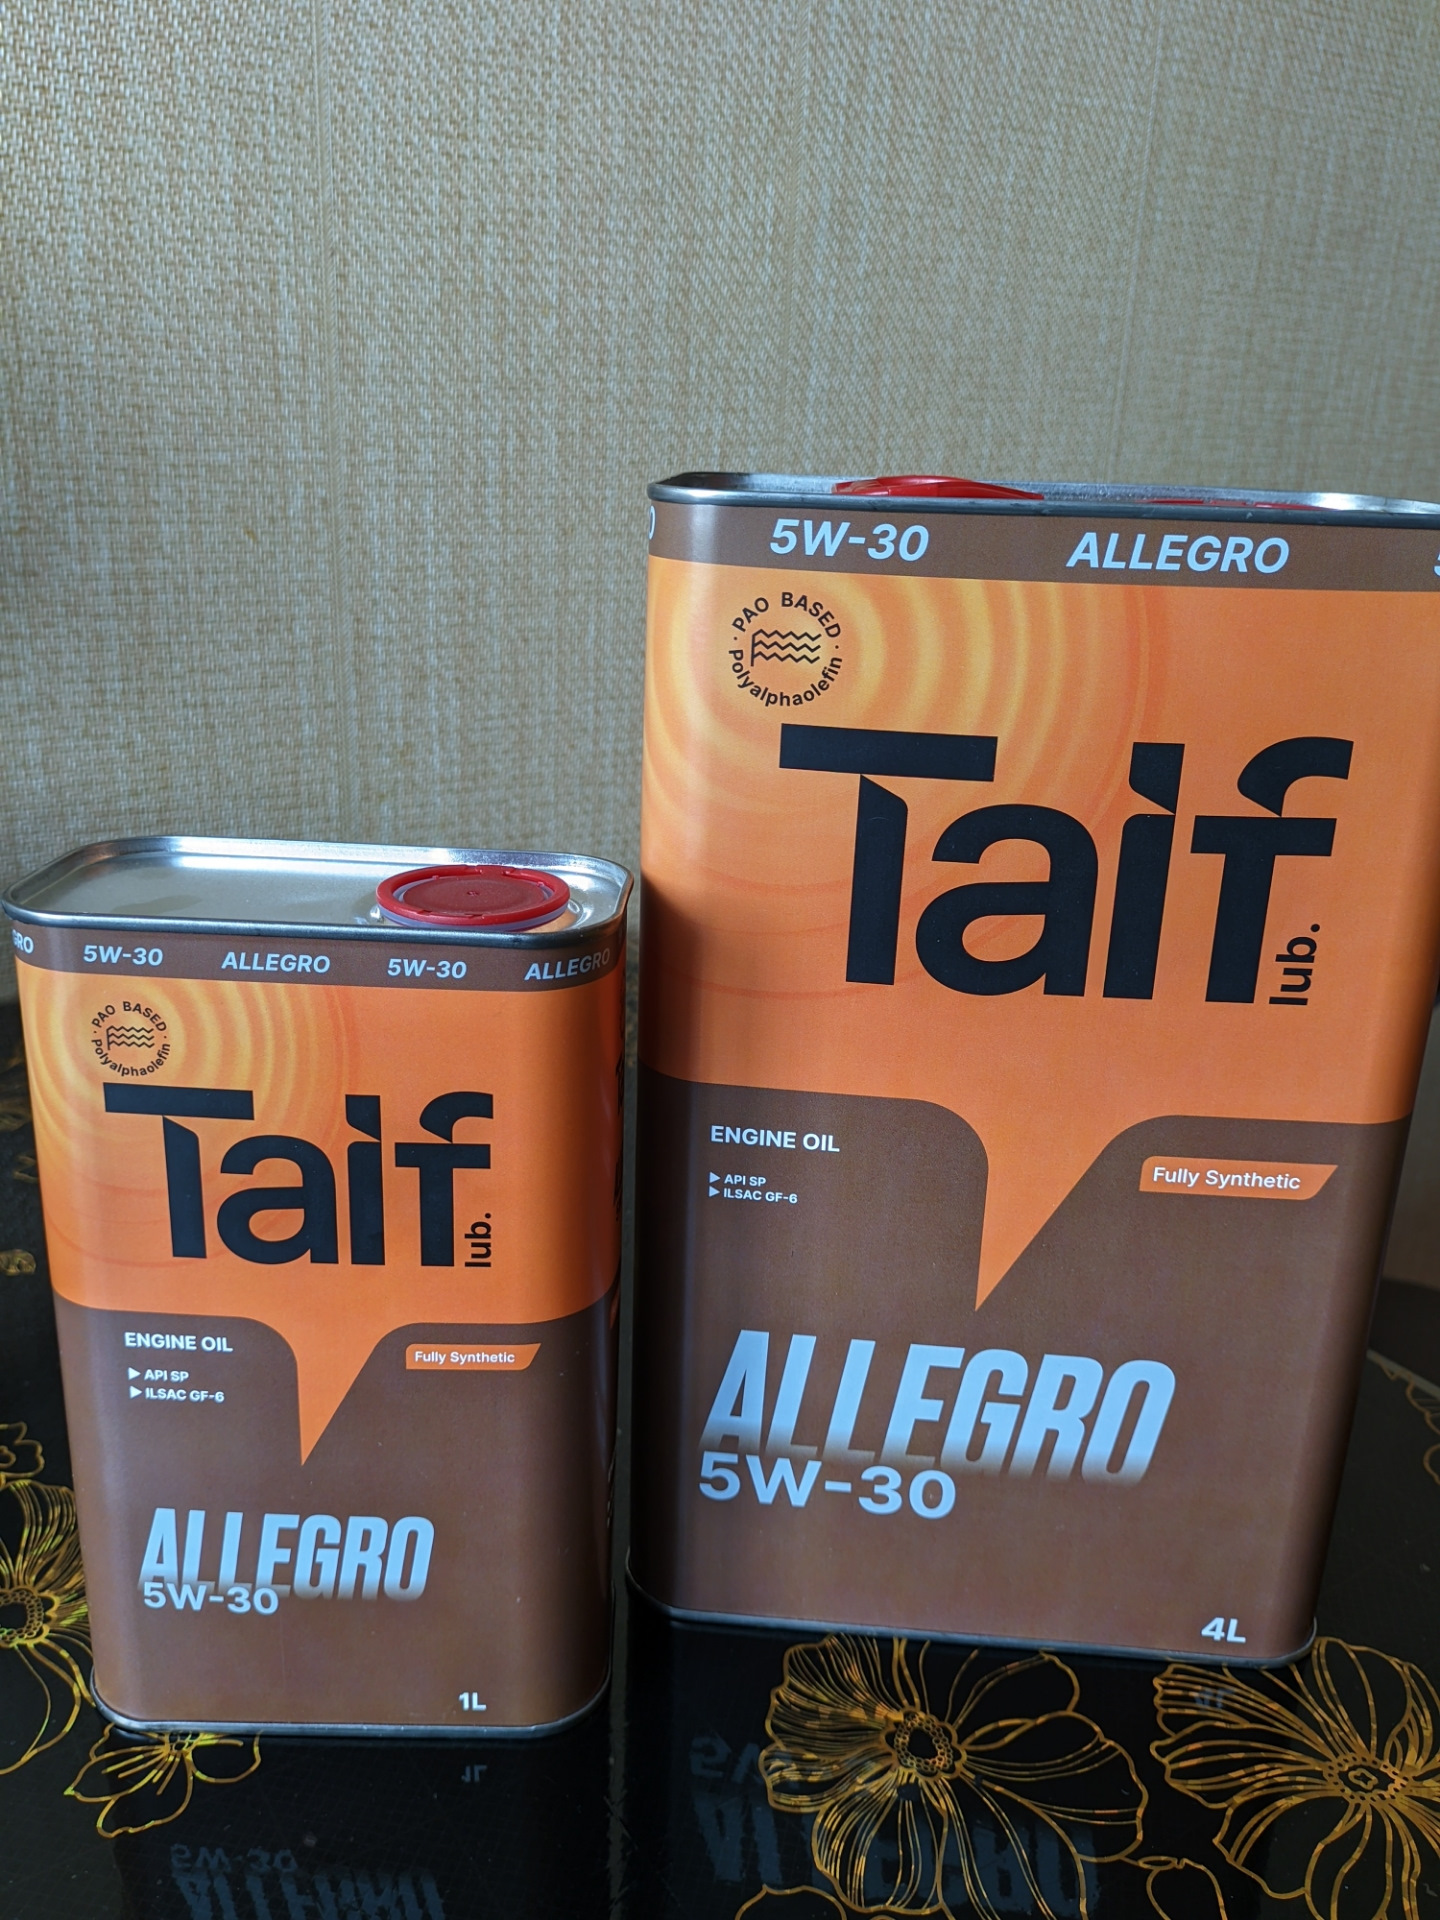 5W-30 ALLEGRO
PAO BASED
Polyalphaolefin
Taif
lub.
ENGINE OIL
API SP
ILSAC GF-6
Fully Synthetic
ALLEGRO
5W-30
4L
GRO 5W-30 ALLEGRO 5W-30 ALLEGRO
PAO BASED
Polyalphaolefin
Taif
lub.
ENGINE OIL
API SP
ILSAC GF-6
Fully Synthetic
ALLEGRO
5W-30
1L